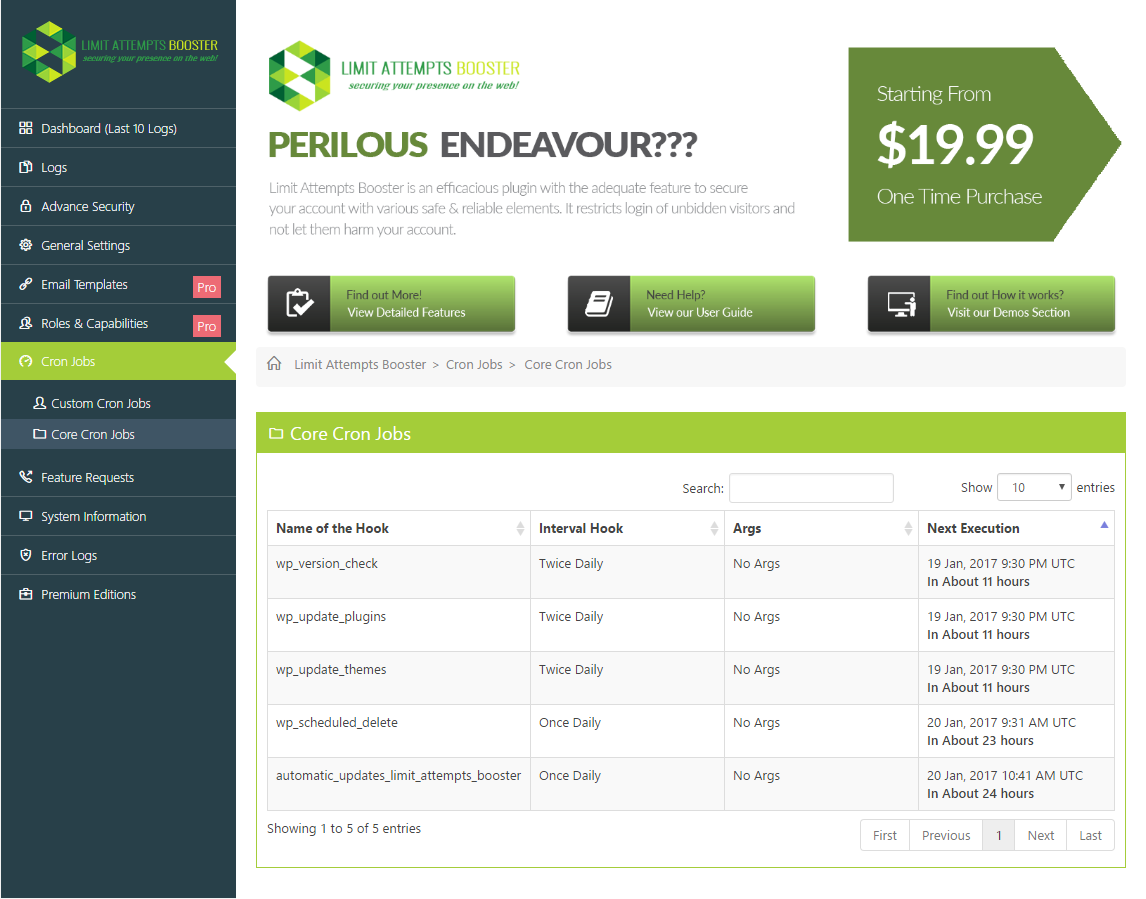 LIMIT ATTEMPTS BOOSTER
securing your presence on the web!
Dashboard (Last 10 Logs)
Logs
Advance Security
General Settings
Email Templates Pro
Roles & Capabilities Pro
Cron Jobs
Custom Cron Jobs
Core Cron Jobs
Feature Requests
System Information
Error Logs
Premium Editions
LIMIT ATTEMPTS BOOSTER
securing your presence on the web!
PERILOUS ENDEAVOUR???
Limit Attempts Booster is an efficacious plugin with the adequate feature to secure
your account with various safe & reliable elements. It restricts login of unbidden visitors and
not let them harm your account.
Starting From
$19.99
One Time Purchase
Find out More!
View Detailed Features
Need Help?
View our User Guide
Find out How it works?
Visit our Demos Section
Limit Attempts Booster > Cron Jobs > Core Cron Jobs
Core Cron Jobs
Search: Show 10 entries
Name of the Hook Interval Hook Args Next Execution
wp_version_check Twice Daily No Args 19 Jan, 2017 9:30 PM UTC
In About 11 hours
wp_update_plugins Twice Daily No Args 19 Jan, 2017 9:30 PM UTC
In About 11 hours
wp_update_themes Twice Daily No Args 19 Jan, 2017 9:30 PM UTC
In About 11 hours
wp_scheduled_delete Once Daily No Args 20 Jan, 2017 9:31 AM UTC
In About 23 hours
automatic_updates_limit_attempts_booster Once Daily No Args 20 Jan, 2017 10:41 AM UTC
In About 24 hours
Showing 1 to 5 of 5 entries
First Previous 1 Next Last